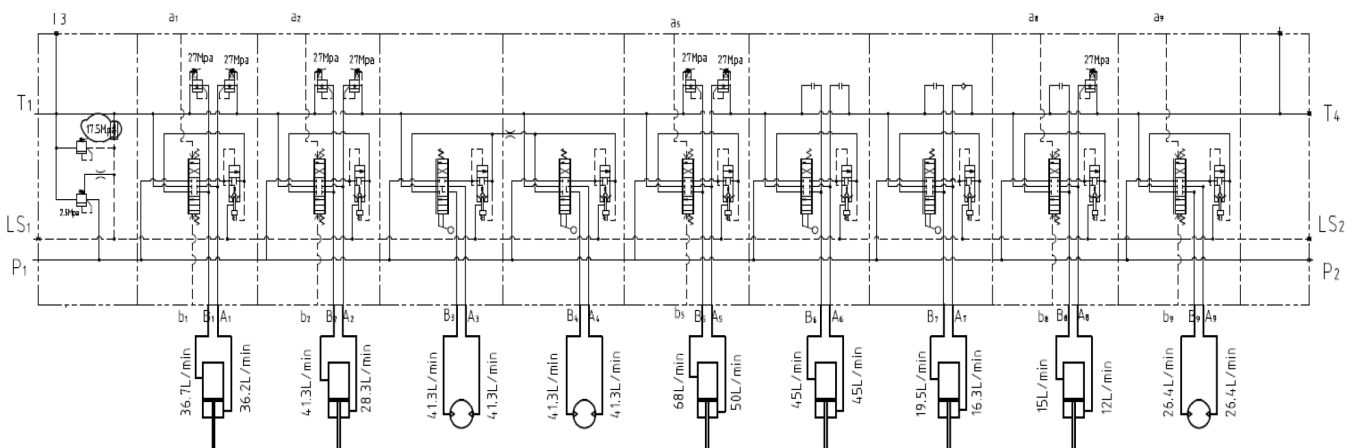 T3 a1 a2 a5 a8 a9
27Mpa 27Mpa 27Mpa 27Mpa 27Mpa 27Mpa 27Mpa
T1 T4
17.5Mpa
2.5Mpa
LS1 LS2
P1 P2
b1 B1 A1 b2 B2 A2 B3 A3 B4 A4 b5 B5 A5 B6 A6 B7 A7 b8 B8 A8 b9 B9 A9
36.7L/min 36.2L/min 41.3L/min 28.3L/min 41.3L/min 41.3L/min 41.3L/min 41.3L/min 68L/min 50L/min 45L/min 45L/min 19.5L/min 16.3L/min 15L/min 12L/min 26.4L/min 26.4L/min